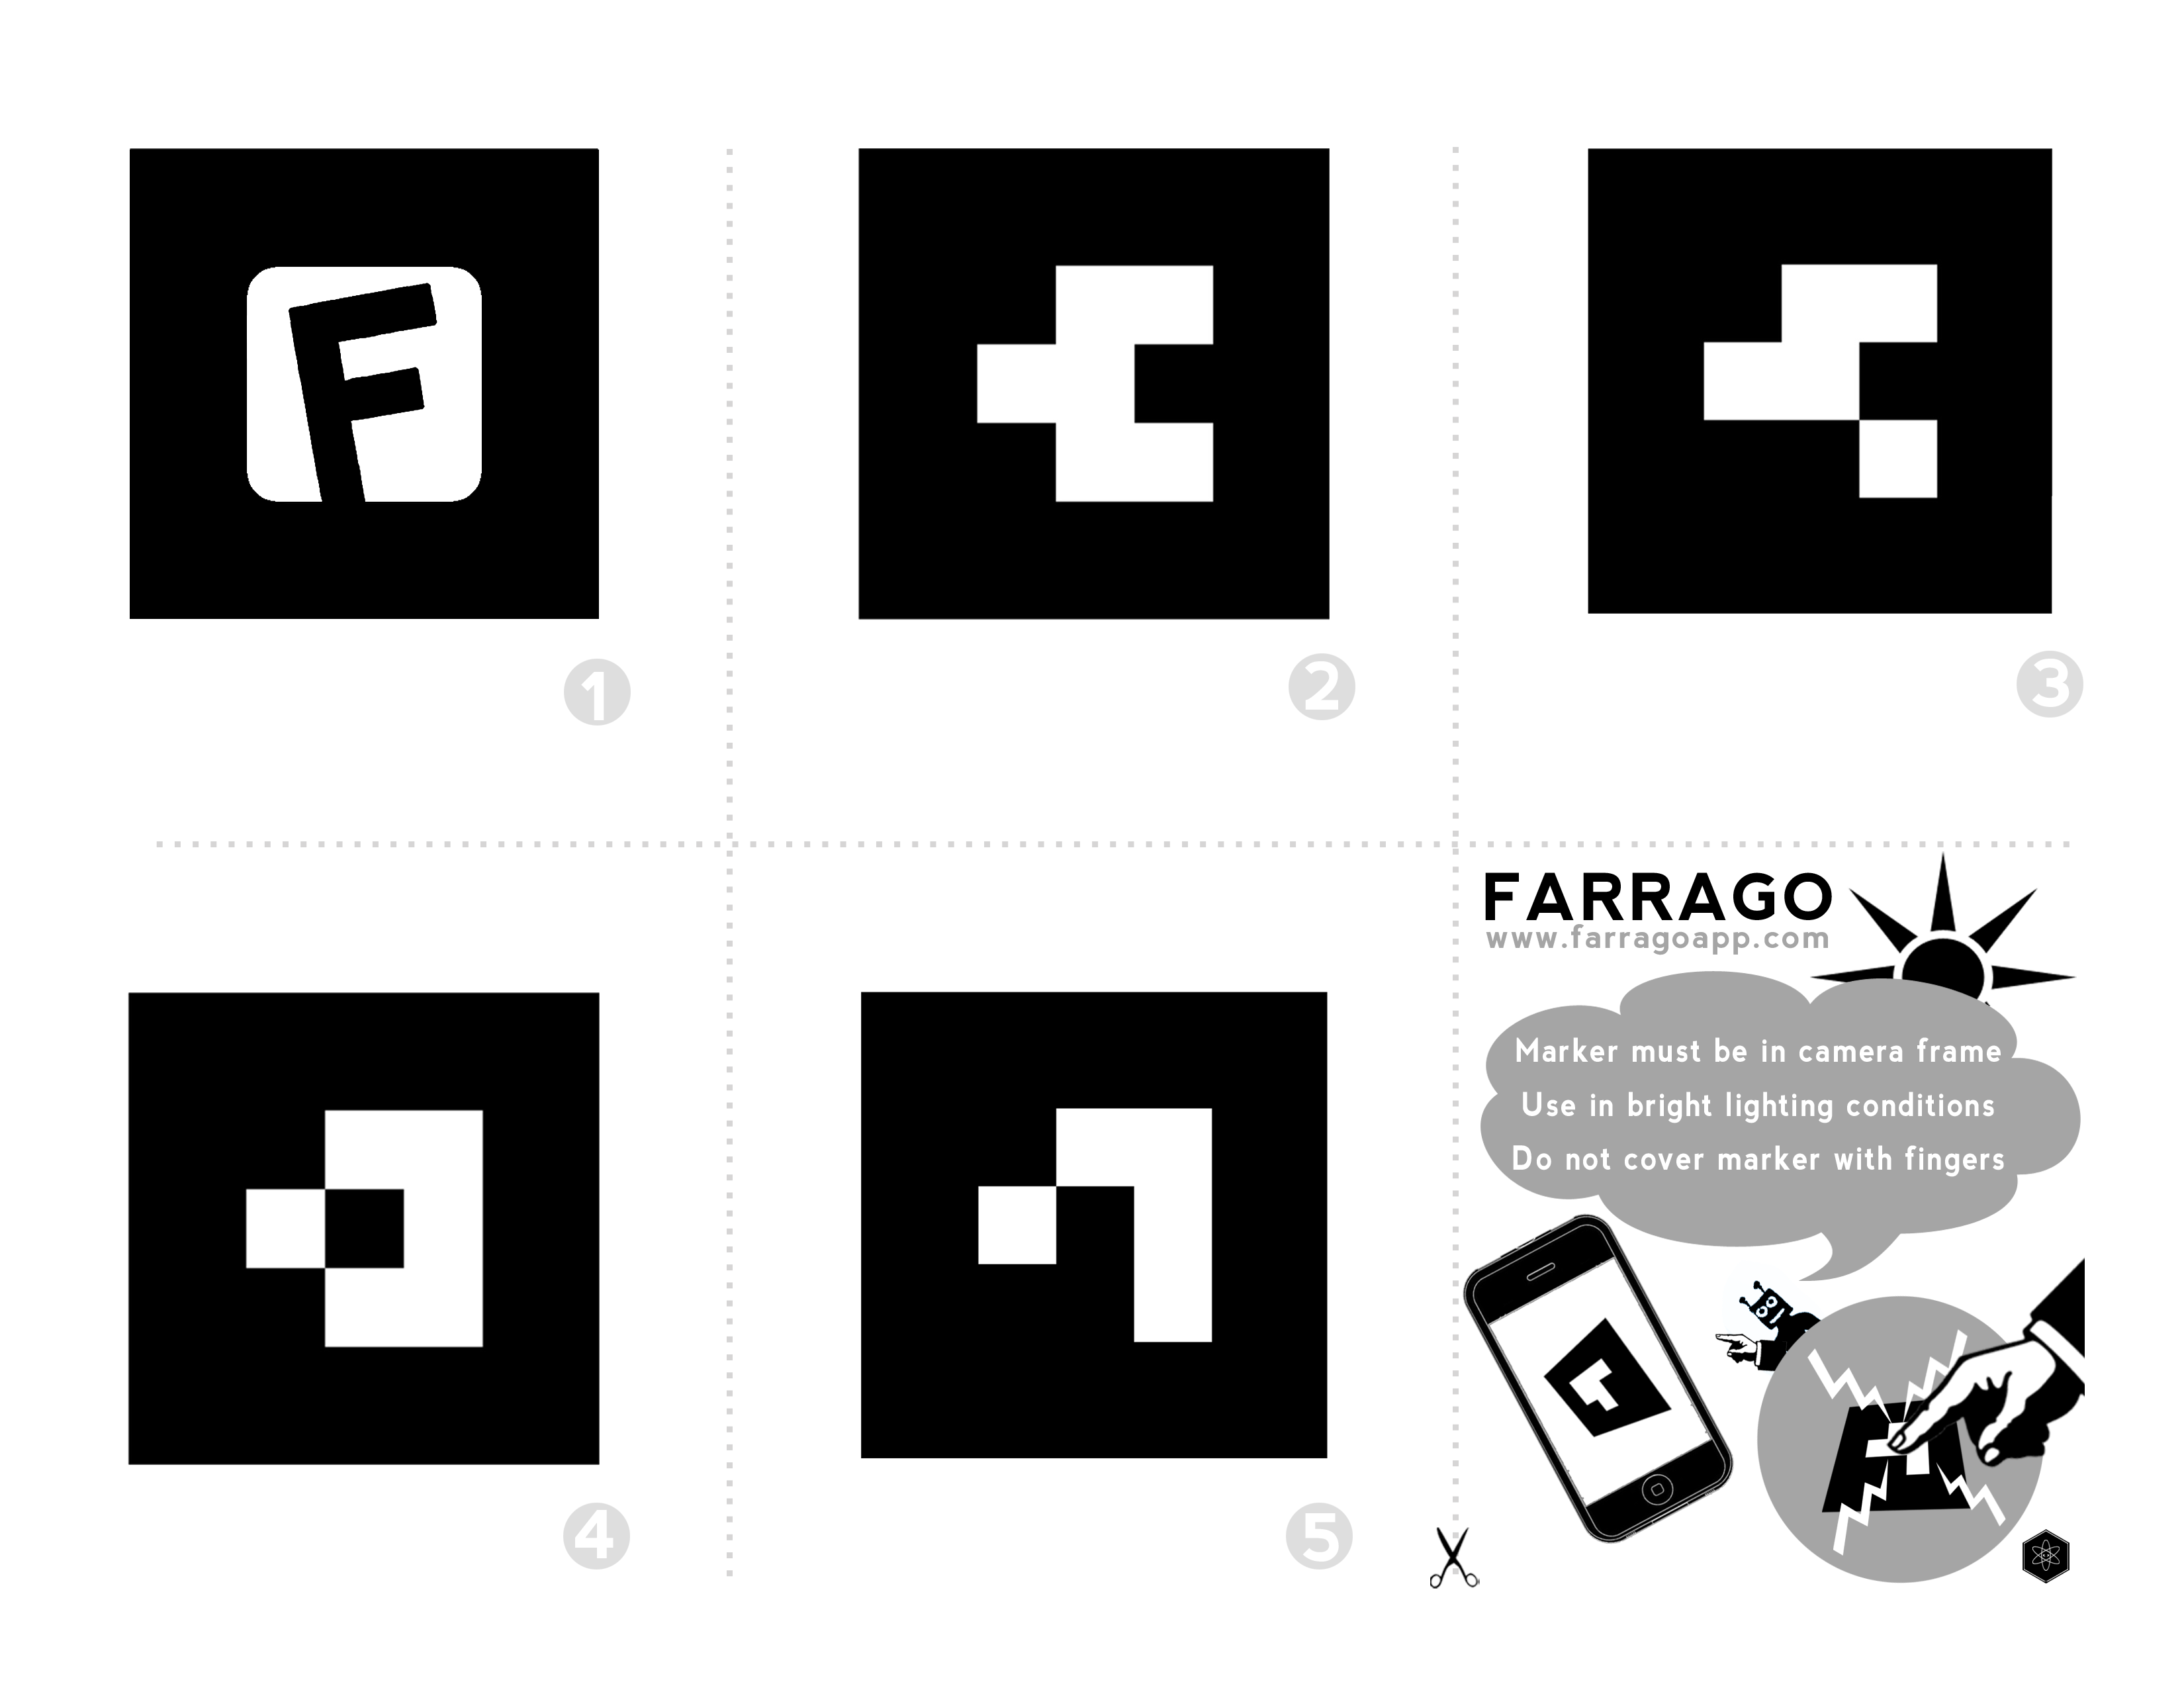 F
1
2
3
FARRAGO
www.farragoapp.com
Marker must be in camera frame
Use in bright lighting conditions
Do not cover marker with fingers
4
5